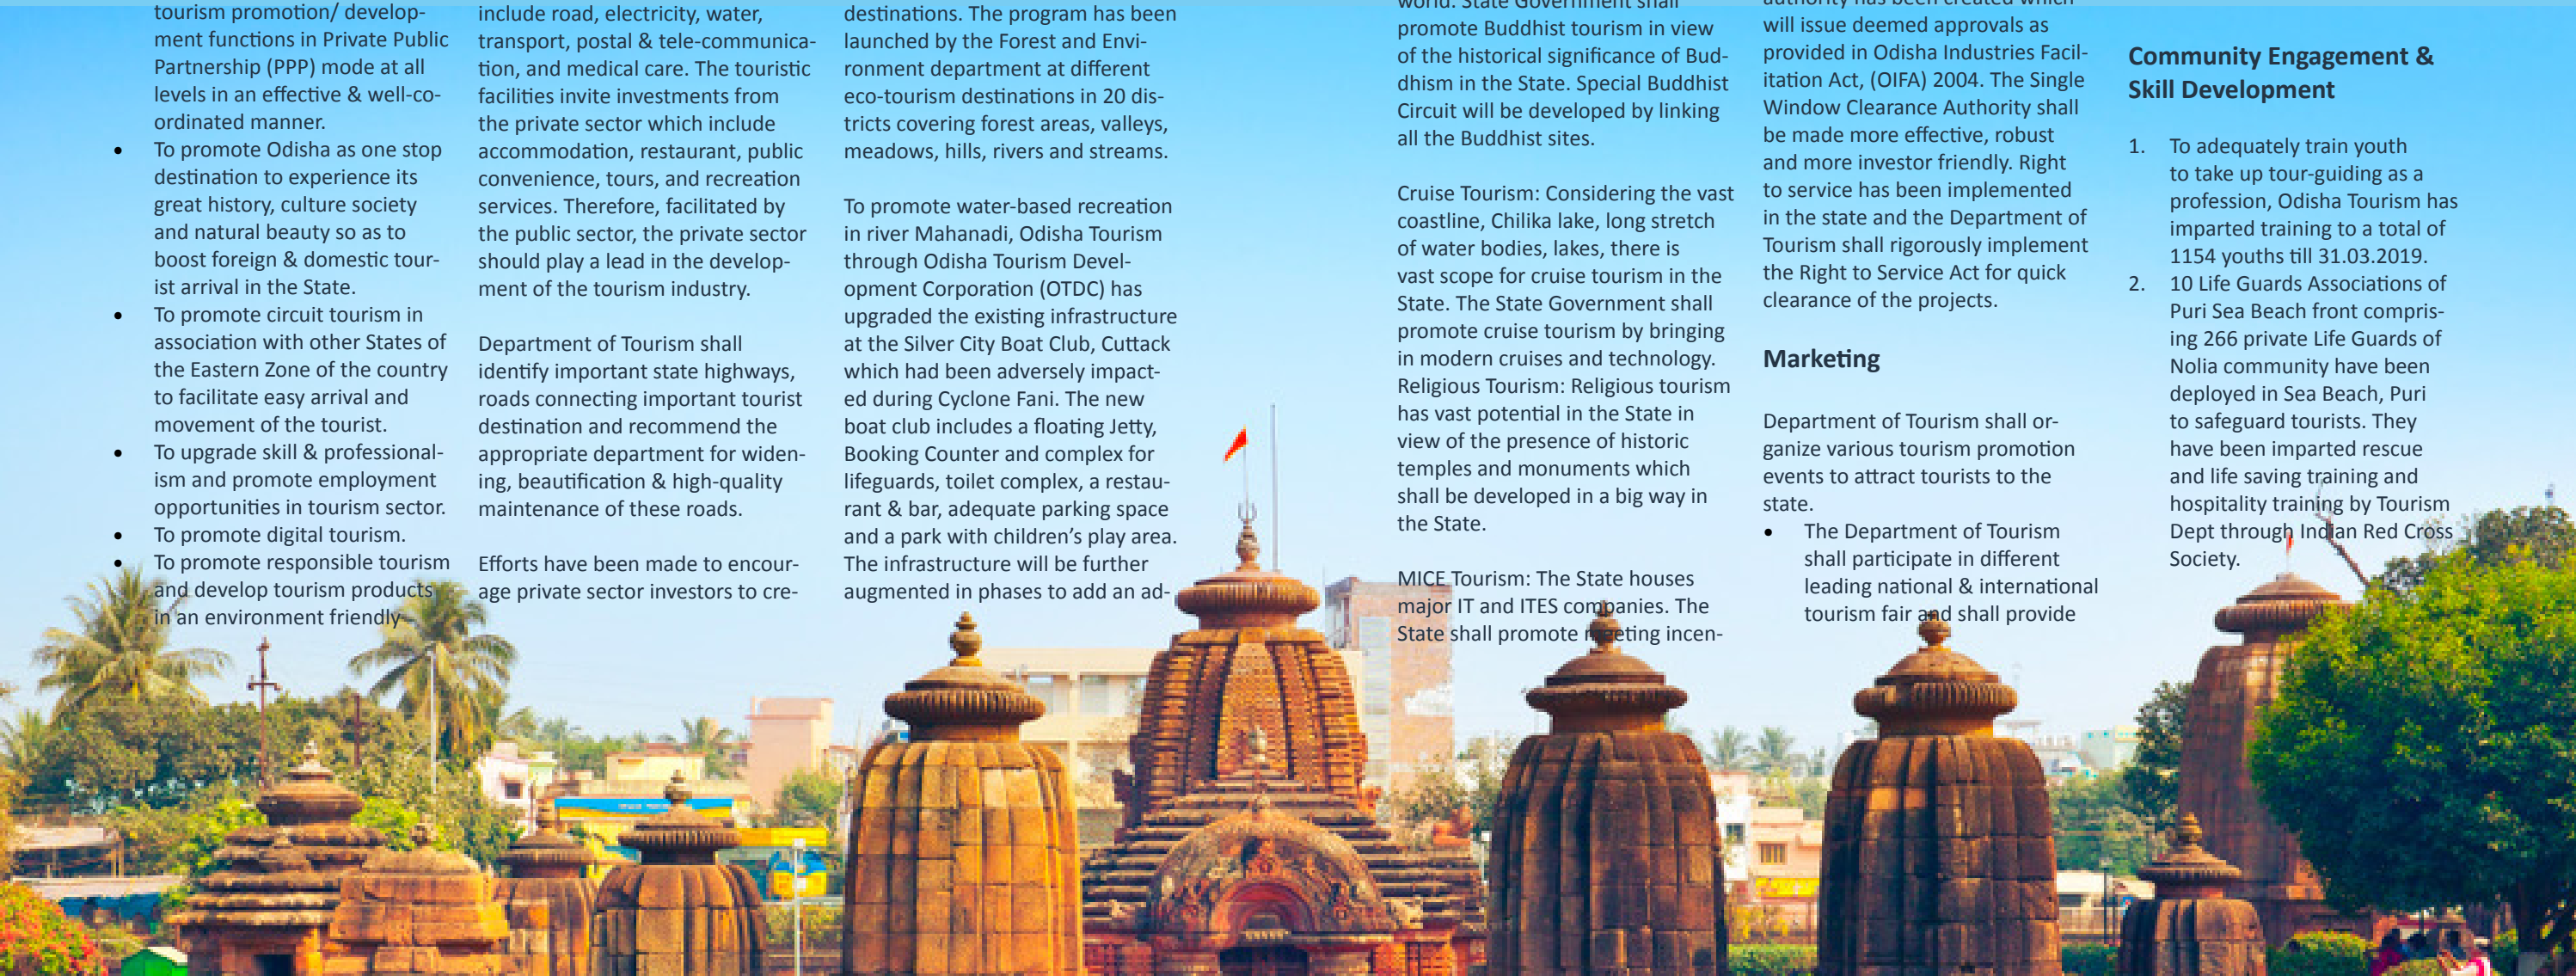 tourism promotion/ develop-
ment functions in Private Public
Partnership (PPP) mode at all
levels in an effective & well-co-
ordinated manner.
• To promote Odisha as one stop
destination to experience its
great history, culture society
and natural beauty so as to
boost foreign & domestic tour-
ist arrival in the State.
• To promote circuit tourism in
association with other States of
the Eastern Zone of the country
to facilitate easy arrival and
movement of the tourist.
• To upgrade skill & professional-
ism and promote employment
opportunities in tourism sector.
• To promote digital tourism.
• To promote responsible tourism
and develop tourism products
in an environment friendly
include road, electricity, water,
transport, postal & tele-communica-
tion, and medical care. The touristic
facilities invite investments from
the private sector which include
accommodation, restaurant, public
convenience, tours, and recreation
services. Therefore, facilitated by
the public sector, the private sector
should play a lead in the develop-
ment of the tourism industry.
Department of Tourism shall
identify important state highways,
roads connecting important tourist
destination and recommend the
appropriate department for widen-
ing, beautification & high-quality
maintenance of these roads.
Efforts have been made to encour-
age private sector investors to cre-
destinations. The program has been
launched by the Forest and Envi-
ronment department at different
eco-tourism destinations in 20 dis-
tricts covering forest areas, valleys,
meadows, hills, rivers and streams.
To promote water-based recreation
in river Mahanadi, Odisha Tourism
through Odisha Tourism Devel-
opment Corporation (OTDC) has
upgraded the existing infrastructure
at the Silver City Boat Club, Cuttack
which had been adversely impact-
ed during Cyclone Fani. The new
boat club includes a floating Jetty,
Booking Counter and complex for
lifeguards, toilet complex, a restau-
rant & bar, adequate parking space
and a park with children's play area.
The infrastructure will be further
augmented in phases to add an ad-
world. State Government shall
promote Buddhist tourism in view
of the historical significance of Bud-
dhism in the State. Special Buddhist
Circuit will be developed by linking
all the Buddhist sites.
Cruise Tourism: Considering the vast
coastline, Chilika lake, long stretch
of water bodies, lakes, there is
vast scope for cruise tourism in the
State. The State Government shall
promote cruise tourism by bringing
in modern cruises and technology.
Religious Tourism: Religious tourism
has vast potential in the State in
view of the presence of historic
temples and monuments which
shall be developed in a big way in
the State.
MICE Tourism: The State houses
major IT and ITES companies. The
State shall promote meeting incen-
authority has been created which
will issue deemed approvals as
provided in Odisha Industries Facil-
itation Act, (OIFA) 2004. The Single
Window Clearance Authority shall
be made more effective, robust
and more investor friendly. Right
to service has been implemented
in the state and the Department of
Tourism shall rigorously implement
the Right to Service Act for quick
clearance of the projects.
Marketing
Department of Tourism shall or-
ganize various tourism promotion
events to attract tourists to the
state.
• The Department of Tourism
shall participate in different
leading national & international
tourism fair and shall provide
Community Engagement &
Skill Development
1. To adequately train youth
to take up tour-guiding as a
profession, Odisha Tourism has
imparted training to a total of
1154 youths till 31.03.2019.
2. 10 Life Guards Associations of
Puri Sea Beach front compris-
ing 266 private Life Guards of
Nolia community have been
deployed in Sea Beach, Puri
to safeguard tourists. They
have been imparted rescue
and life saving training and
hospitality training by Tourism
Dept through Indian Red Cross
Society.